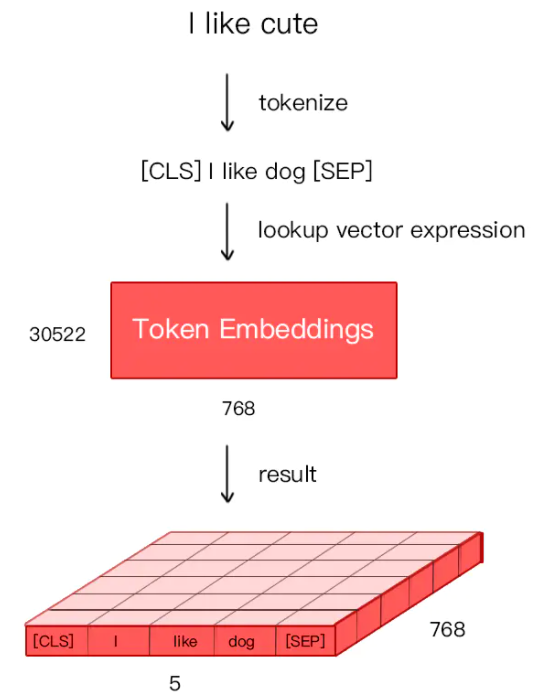 I like cute
tokenize
[CLS] I like dog [SEP]
lookup vector expression
30522
Token Embeddings
768
result
[CLS] I like dog [SEP]
768
5